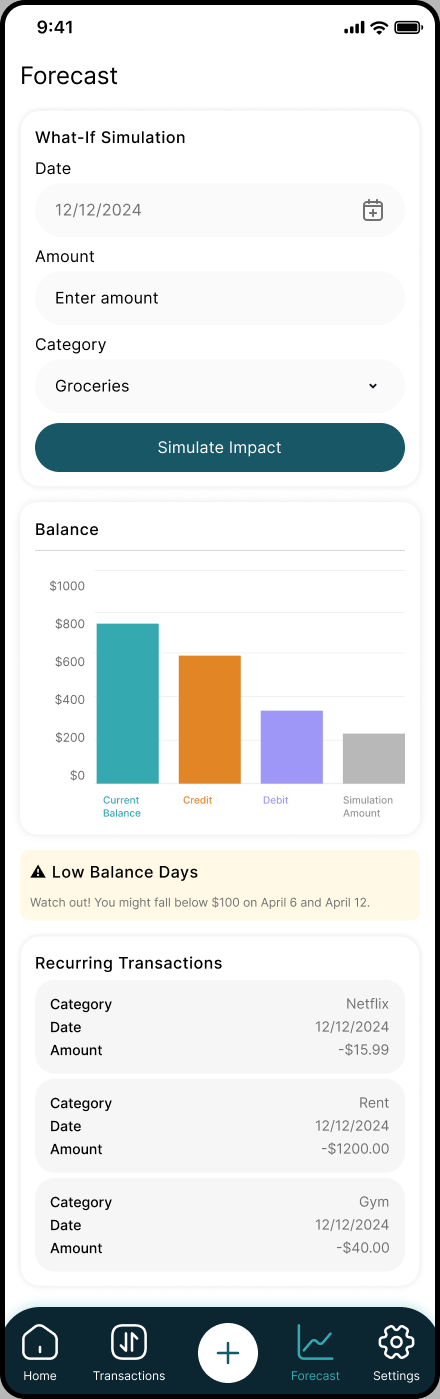 9:41
Forecast
What-If Simulation
Date
12/12/2024
Amount
Enter amount
Category
Groceries
Simulate Impact
Balance
$1000
$800
$600
$400
$200
$0
Current
Balance
Credit
Debit
Simulation
Amount
Low Balance Days
Watch out! You might fall below $100 on April 6 and April 12.
Recurring Transactions
Category Netflix
Date 12/12/2024
Amount -$15.99
Category Rent
Date 12/12/2024
Amount -$1200.00
Category Gym
Date 12/12/2024
Amount -$40.00
Home Transactions Forecast Settings